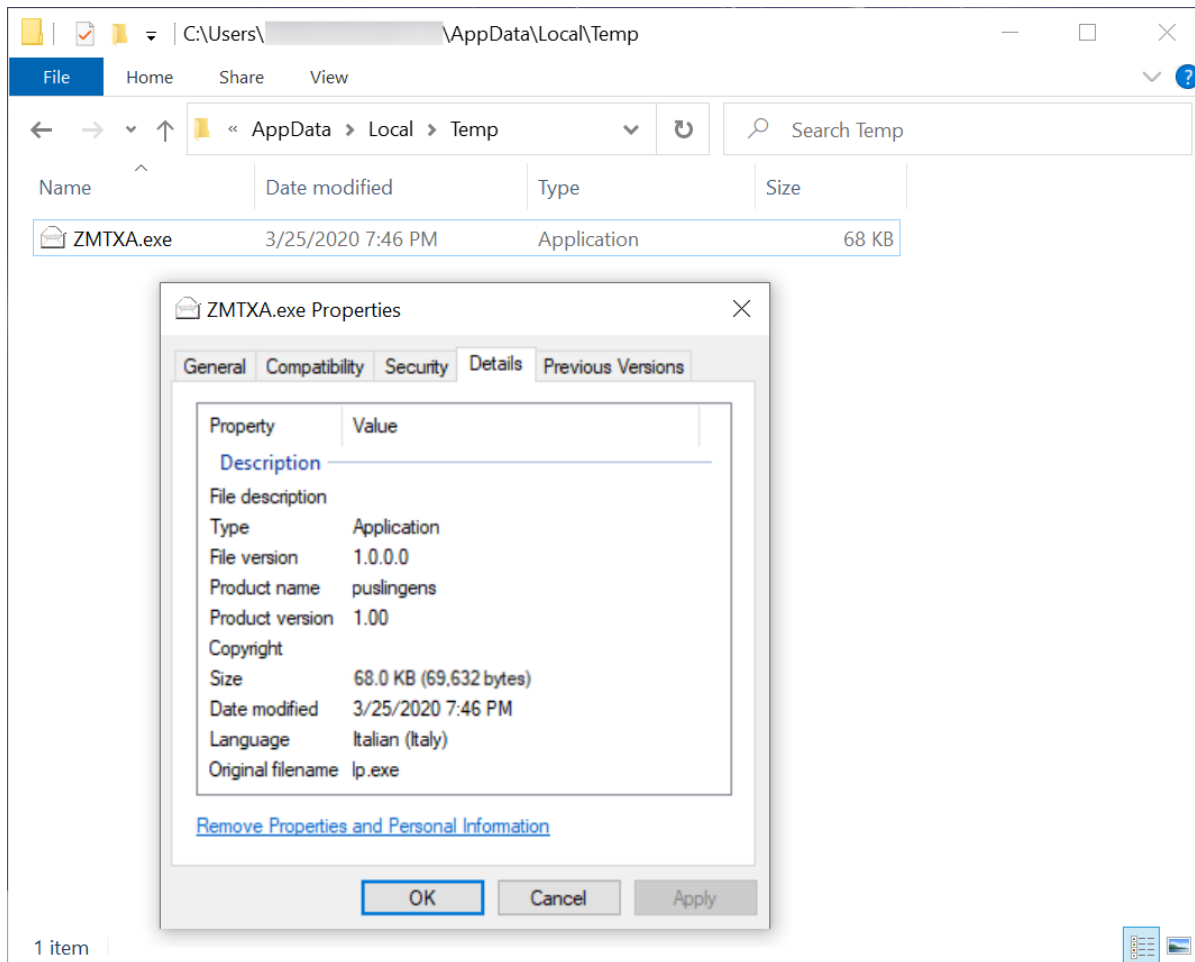 C:\Users\ \AppData\Local\Temp
File Home Share View
« AppData > Local > Temp
Search Temp
Name Date modified Type Size
ZMTXA.exe 3/25/2020 7:46 PM Application 68 KB
ZMTXA.exe Properties
General Compatibility Security Details Previous Versions
Property Value
Description
File description
Type Application
File version 1.0.0.0
Product name puslingens
Product version 1.00
Copyright
Size 68.0 KB (69,632 bytes)
Date modified 3/25/2020 7:46 PM
Language Italian (Italy)
Original filename lp.exe
Remove Properties and Personal Information
OK Cancel Apply
1 item